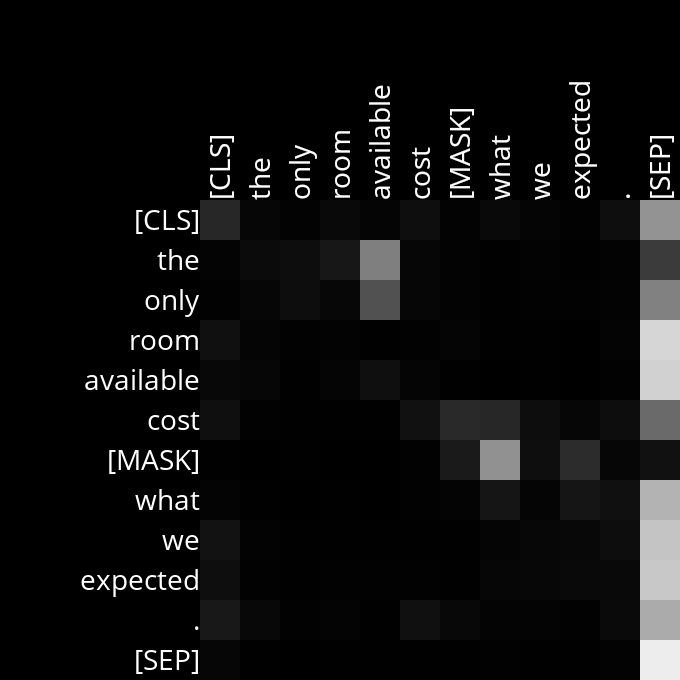 [CLS] the only room available cost [MASK] what we expected . [SEP]
[CLS]
the
only
room
available
cost
[MASK]
what
we
expected
.
[SEP]